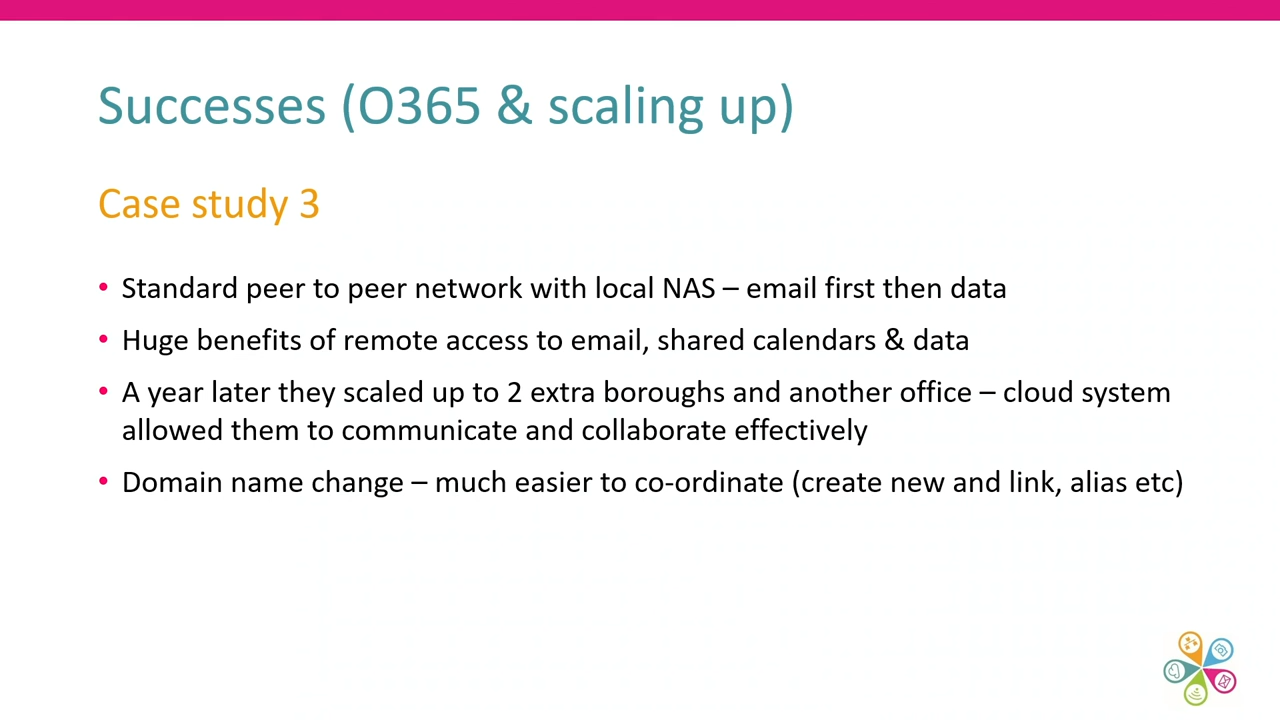 Successes (O365 & scaling up)
Case study 3
• Standard peer to peer network with local NAS – email first then data
• Huge benefits of remote access to email, shared calendars & data
• A year later they scaled up to 2 extra boroughs and another office – cloud system
allowed them to communicate and collaborate effectively
• Domain name change – much easier to co-ordinate (create new and link, alias etc)